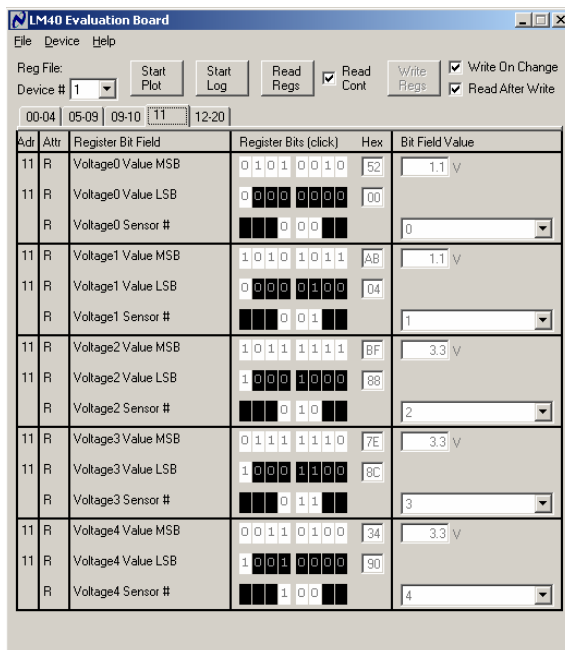 LM40 Evaluation Board
File Device Help
Reg File:
Device # 1
Start Plot
Start Log
Read Regs
Read Cont
Write Regs
Write On Change
Read After Write
00-04 05-09 09-10 11 12-20
Adr Attr Register Bit Field Register Bits (click) Hex Bit Field Value
11 R Voltage0 Value MSB 0 1 0 1 0 0 1 0 52 1.1 V
11 R Voltage0 Value LSB 0 0 0 0 0 0 0 0 00
R Voltage0 Sensor # 0 0 0 0
11 R Voltage1 Value MSB 1 0 1 0 1 0 1 1 AB 1.1 V
11 R Voltage1 Value LSB 0 0 0 0 0 1 0 0 04
R Voltage1 Sensor # 0 0 1 1
11 R Voltage2 Value MSB 1 0 1 1 1 1 1 1 BF 3.3 V
11 R Voltage2 Value LSB 1 0 0 0 1 0 0 0 88
R Voltage2 Sensor # 0 1 0 2
11 R Voltage3 Value MSB 0 1 1 1 1 1 1 0 7E 3.3 V
11 R Voltage3 Value LSB 1 0 0 0 1 1 0 0 8C
R Voltage3 Sensor # 0 1 1 3
11 R Voltage4 Value MSB 0 0 1 1 0 1 0 0 34 3.3 V
11 R Voltage4 Value LSB 1 0 0 1 0 0 0 0 90
R Voltage4 Sensor # 1 0 0 4